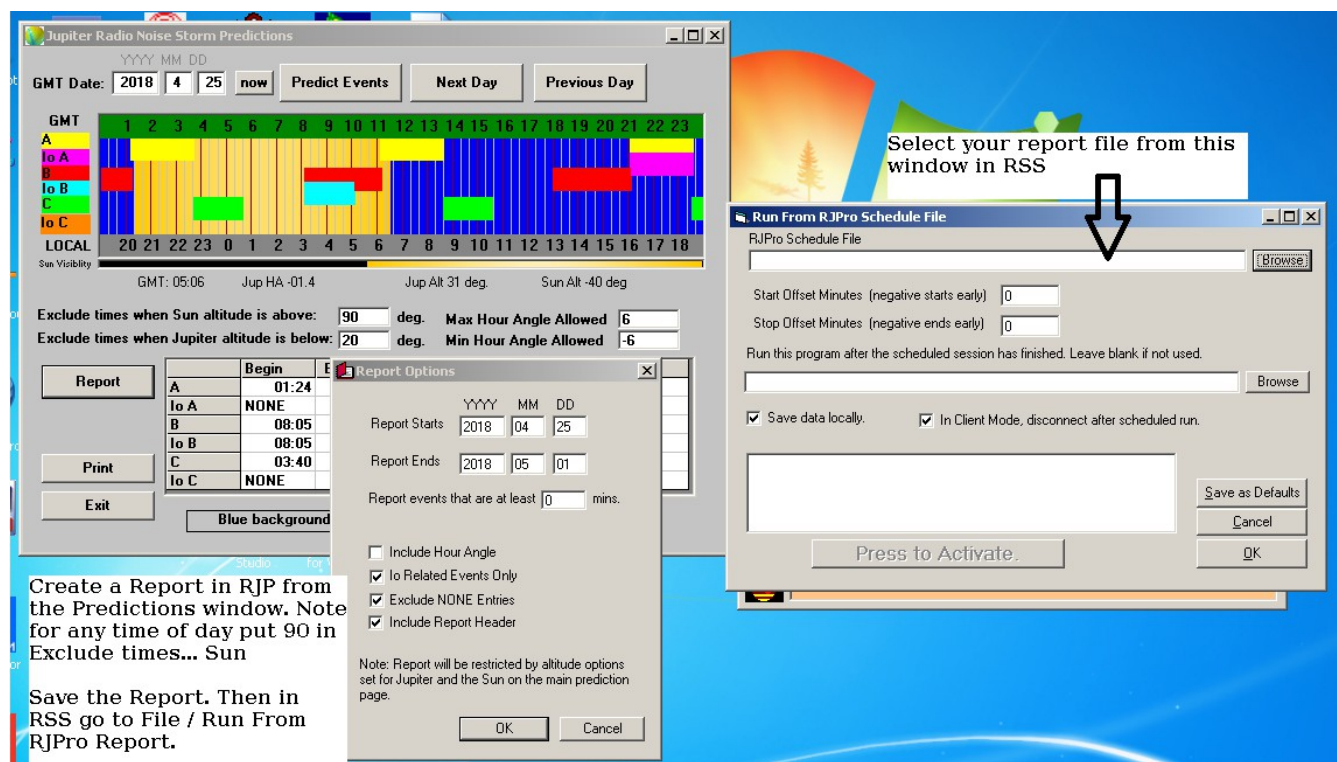 Jupiter Radio Noise Storm Predictions
YYYY MM DD
GMT Date: 2018 4 25 now Predict Events Next Day Previous Day
GMT 1 2 3 4 5 6 7 8 9 10 11 12 13 14 15 16 17 18 19 20 21 22 23
A
Io A
B
Io B
C
Io C
LOCAL 20 21 22 23 0 1 2 3 4 5 6 7 8 9 10 11 12 13 14 15 16 17 18
Sun Visiblity
GMT: 05:06 Jup HA -01.4 Jup Alt 31 deg. Sun Alt -40 deg
Exclude times when Sun altitude is above: 90 deg. Max Hour Angle Allowed 6
Exclude times when Jupiter altitude is below: 20 deg. Min Hour Angle Allowed -6
Report
Print
Exit
Begin E
A 01:24
Io A NONE
B 08:05
Io B 08:05
C 03:40
Io C NONE
Blue background
Report Options
YYYY MM DD
Report Starts 2018 04 25
Report Ends 2018 05 01
Report events that are at least 0 mins.
Include Hour Angle
Io Related Events Only
Exclude NONE Entries
Include Report Header
Note: Report will be restricted by altitude options
set for Jupiter and the Sun on the main prediction
page.
OK Cancel
Studio for
Create a Report in RJP from
the Predictions window. Note
for any time of day put 90 in
Exclude times... Sun
Save the Report. Then in
RSS go to File / Run From
RJPro Report.
Select your report file from this
window in RSS
Run From RJPro Schedule File
RJPro Schedule File
Browse
Start Offset Minutes (negative starts early) 0
Stop Offset Minutes (negative ends early) 0
Run this program after the scheduled session has finished. Leave blank if not used.
Browse
Save data locally. In Client Mode, disconnect after scheduled run.
Save as Defaults
Cancel
Press to Activate. OK